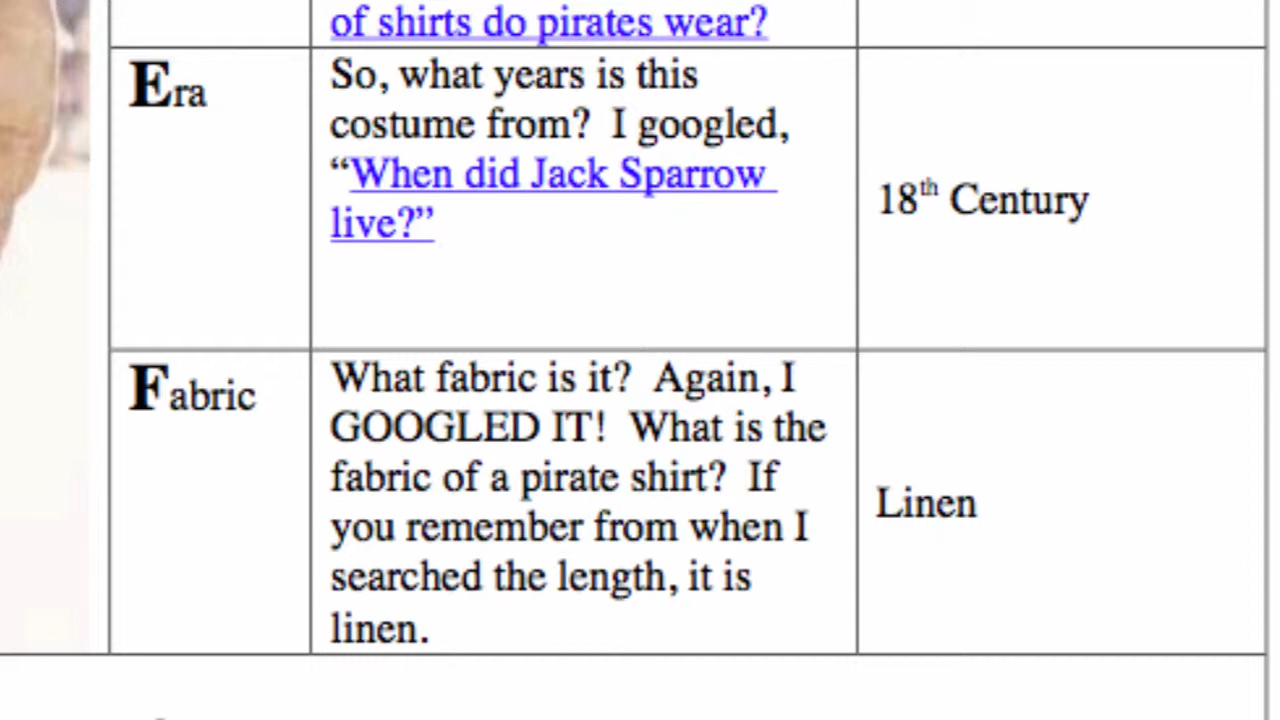 of shirts do pirates wear?
Era
So, what years is this
costume from?  I googled,
“When did Jack Sparrow
live?”
18th Century
Fabric
What fabric is it?  Again, I
GOOGLED IT!  What is the
fabric of a pirate shirt?  If
you remember from when I
searched the length, it is
linen.
Linen